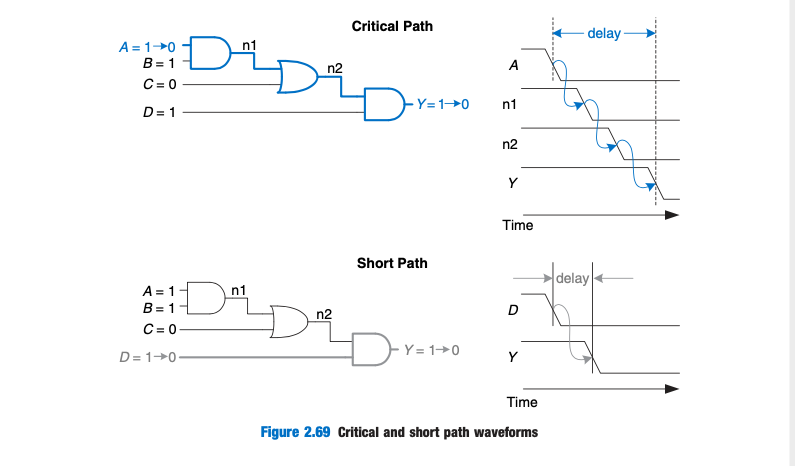 Critical Path
A = 1→0
n1
B = 1
n2
C = 0
D = 1
Y = 1→0
delay
A
n1
n2
Y
Time
Short Path
A = 1
n1
B = 1
n2
C = 0
D = 1→0
Y = 1→0
delay
D
Y
Time
Figure 2.69 Critical and short path waveforms